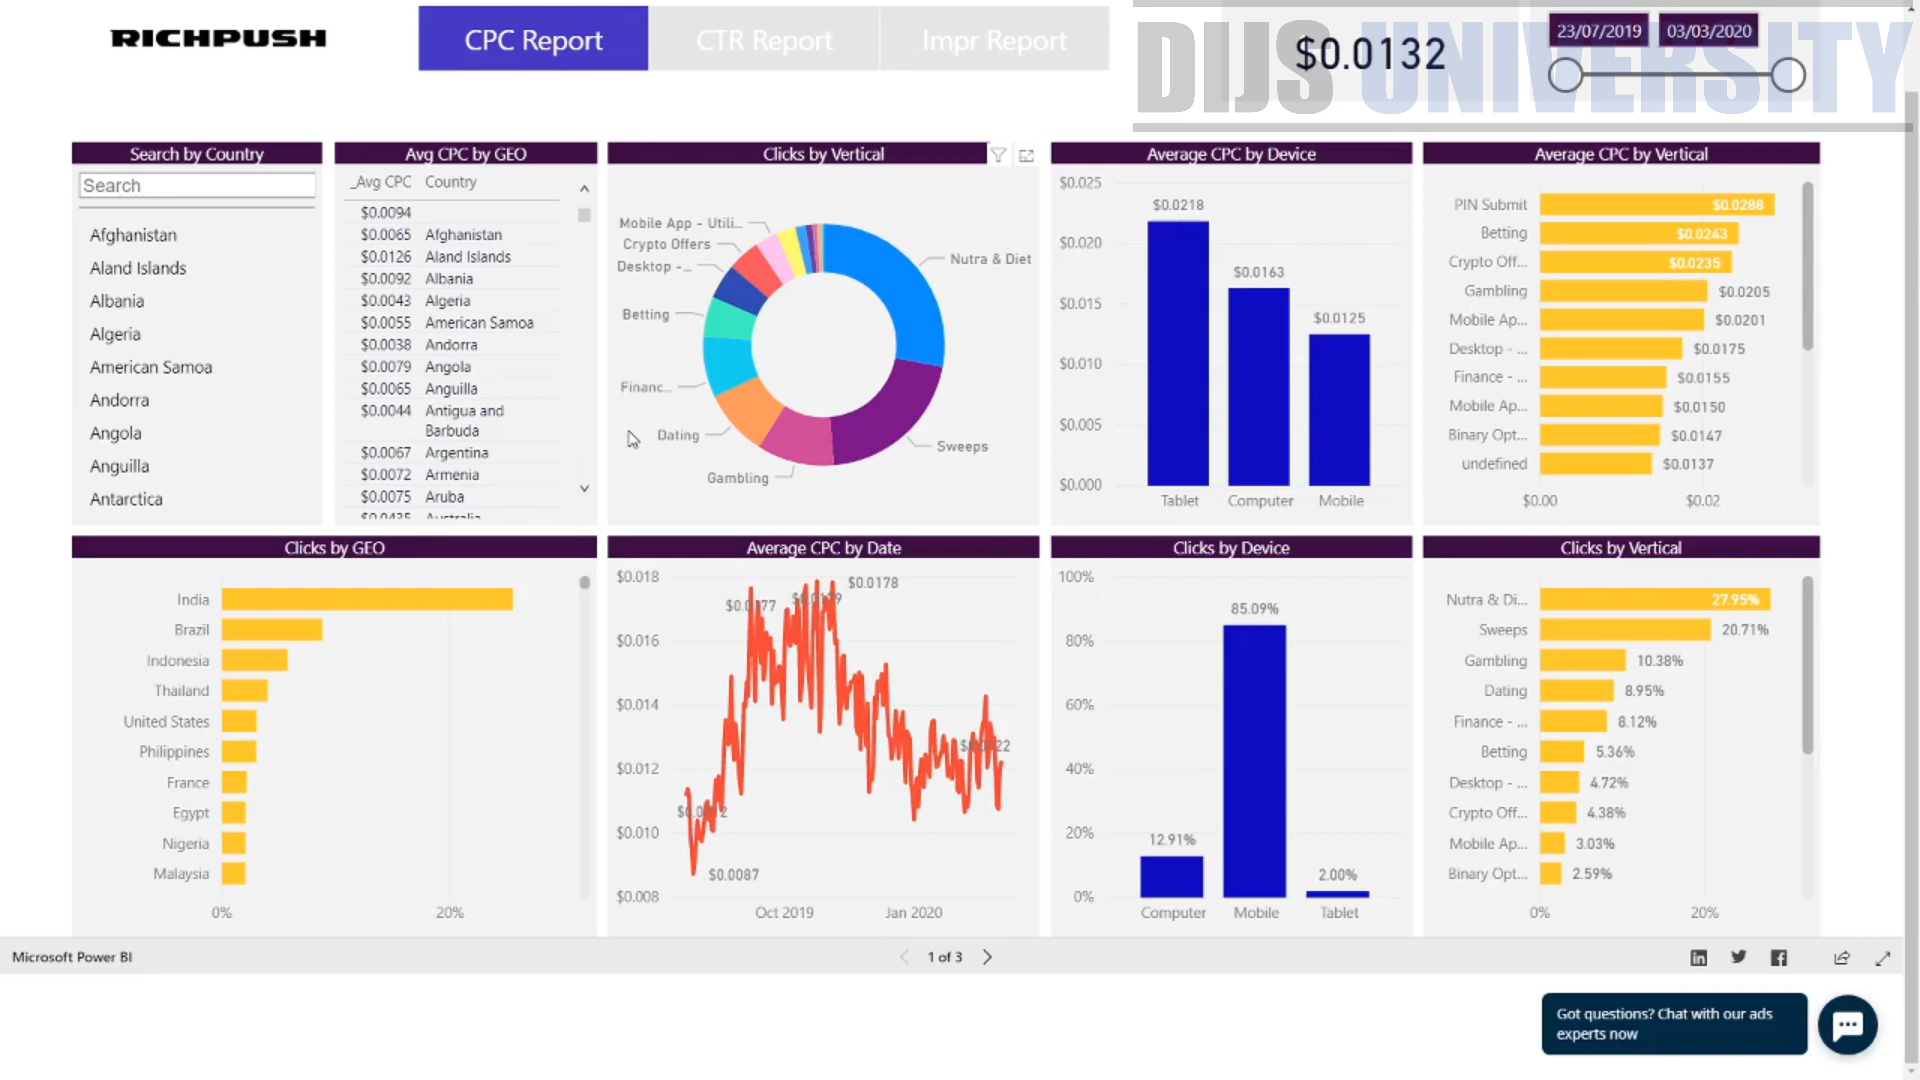 RICHPUSH
CPC Report
CTR Report
Impr Report
$0.0132
DIJS UNIVERSITY
23/07/2019
03/03/2020
Search by Country
Search
Afghanistan
Aland Islands
Albania
Algeria
American Samoa
Andorra
Angola
Anguilla
Antarctica
Avg CPC by GEO
_Avg CPC Country
$0.0094
$0.0065 Afghanistan
$0.0126 Aland Islands
$0.0092 Albania
$0.0043 Algeria
$0.0055 American Samoa
$0.0038 Andorra
$0.0079 Angola
$0.0065 Anguilla
$0.0044 Antigua and
Barbuda
$0.0067 Argentina
$0.0072 Armenia
$0.0075 Aruba
$0.0435 Australia
Clicks by Vertical
Mobile App - Utili...
Crypto Offers
Desktop -...
Betting
Financ...
Dating
Gambling
Sweeps
Nutra & Diet
Average CPC by Device
$0.025
$0.020
$0.015
$0.010
$0.005
$0.000
$0.0218
$0.0163
$0.0125
Tablet
Computer
Mobile
Average CPC by Vertical
PIN Submit $0.0288
Betting $0.0243
Crypto Off... $0.0235
Gambling $0.0205
Mobile Ap... $0.0201
Desktop - ... $0.0175
Finance - ... $0.0155
Mobile Ap... $0.0150
Binary Opt... $0.0147
undefined $0.0137
$0.00
$0.02
Clicks by GEO
India
Brazil
Indonesia
Thailand
United States
Philippines
France
Egypt
Nigeria
Malaysia
0%
20%
Average CPC by Date
$0.018
$0.016
$0.014
$0.012
$0.010
$0.008
$0.0178
$0.0087
Oct 2019
Jan 2020
Clicks by Device
100%
80%
60%
40%
20%
0%
12.91%
85.09%
2.00%
Computer
Mobile
Tablet
Clicks by Vertical
Nutra & Di... 27.95%
Sweeps 20.71%
Gambling 10.38%
Dating 8.95%
Finance - ... 8.12%
Betting 5.36%
Desktop - ... 4.72%
Crypto Off... 4.38%
Mobile Ap... 3.03%
Binary Opt... 2.59%
0%
20%
Microsoft Power BI
1 of 3
Got questions? Chat with our ads
experts now